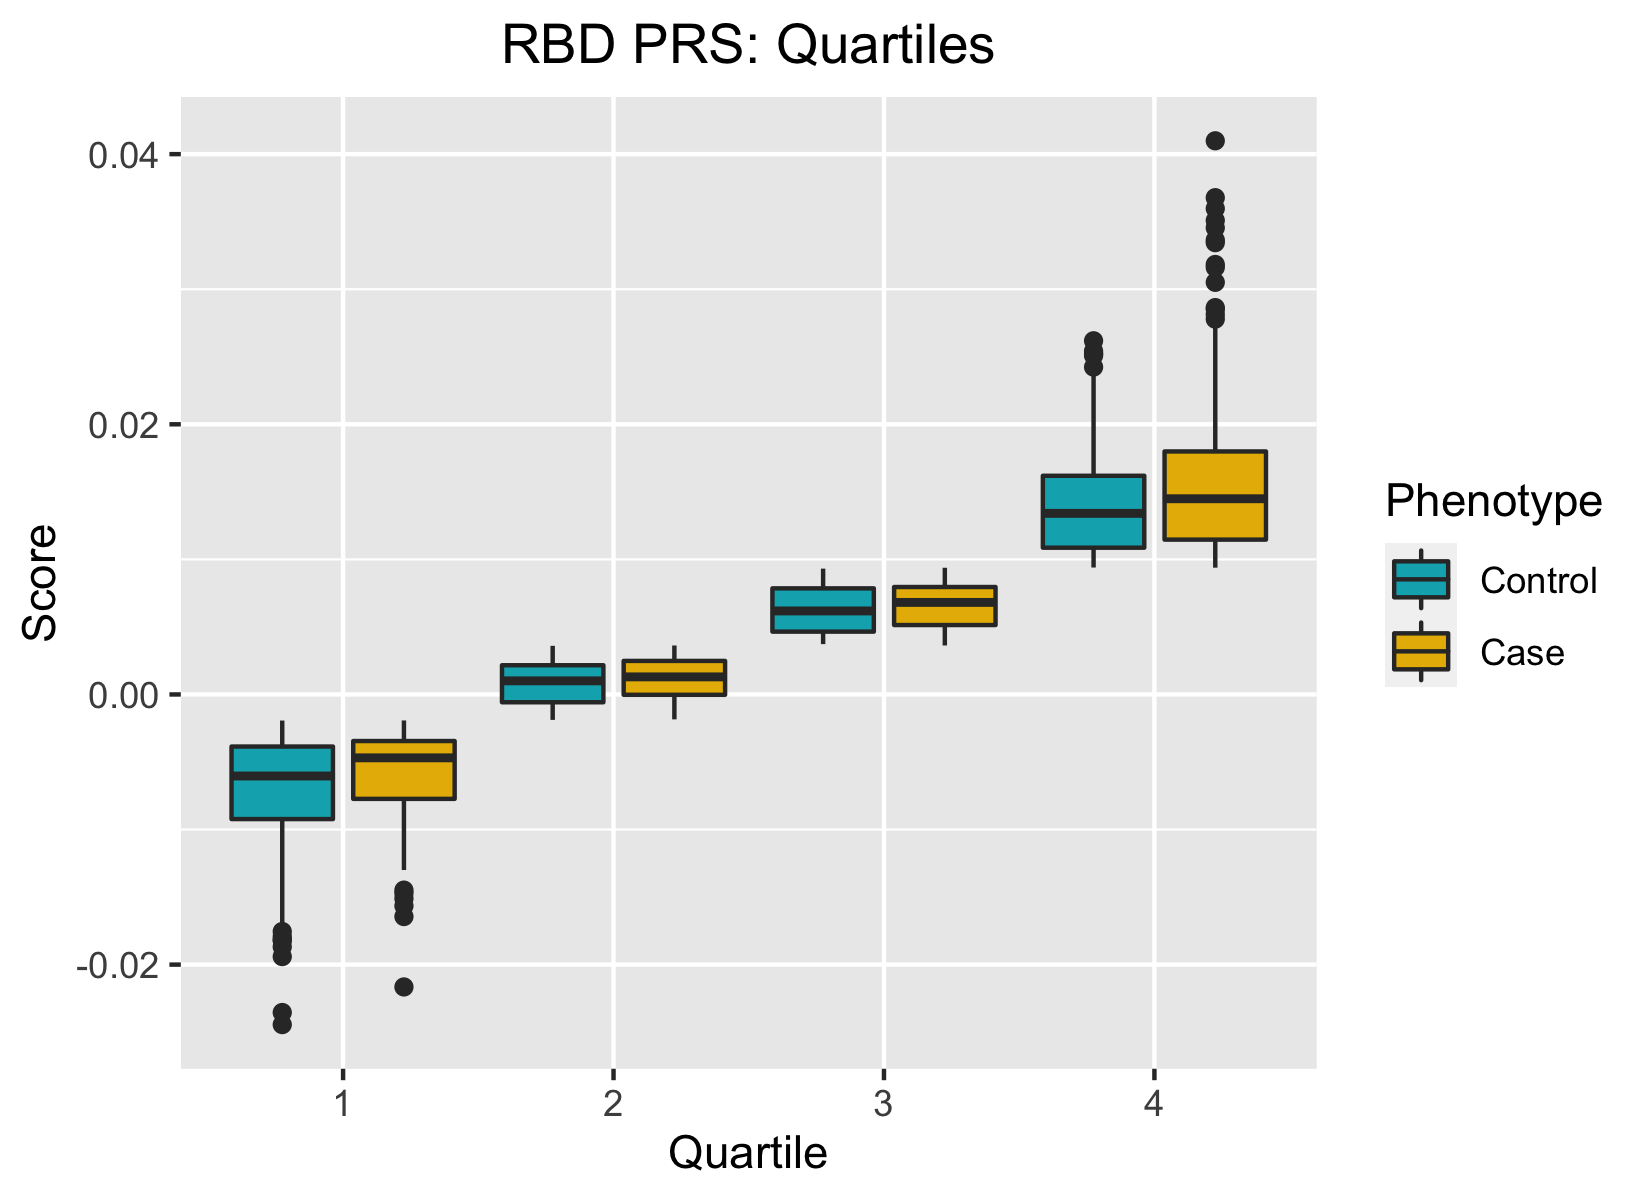 RBD PRS: Quartiles
0.04
0.02
0.00
-0.02
Score
1 2 3 4
Quartile
Phenotype
Control
Case